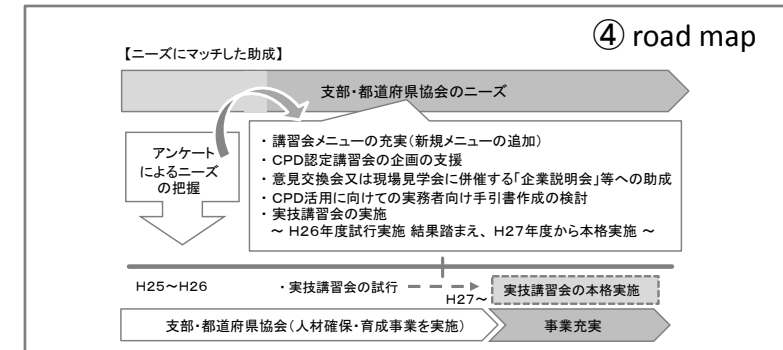 ④ road map
【ニーズにマッチした助成】
支部・都道府県協会のニーズ
アンケート
によるニーズ
の把握
・講習会メニューの充実(新規メニューの追加)
・CPD認定講習会の企画の支援
・意見交換会又は現場見学会に併催する「企業説明会」等への助成
・CPD活用に向けての実務者向け手引書作成の検討
・実技講習会の実施
～ H26年度試行実施 結果踏まえ、H27年度から本格実施 ～
H25～H26
・実技講習会の試行
H27～
実技講習会の本格実施
支部・都道府県協会(人材確保・育成事業を実施)
事業充実